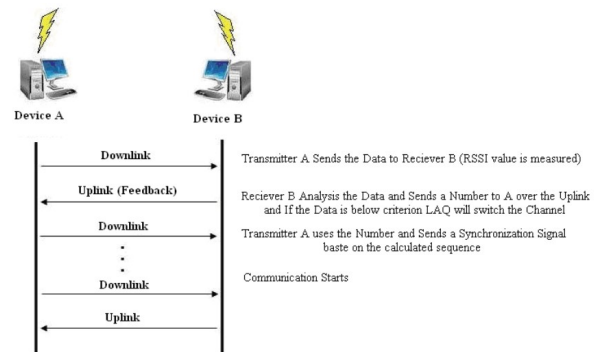 Device A
Device B
Downlink
Transmitter A Sends the Data to Reciever B (RSSI value is measured)
Uplink (Feedback)
Reciever B Analysis the Data and Sends a Number to A over the Uplink
and If the Data is below criterion LAQ will switch the Channel
Downlink
Transmitter A uses the Number and Sends a Synchronization Signal
baste on the calculated sequence
Downlink
Communication Starts
Uplink